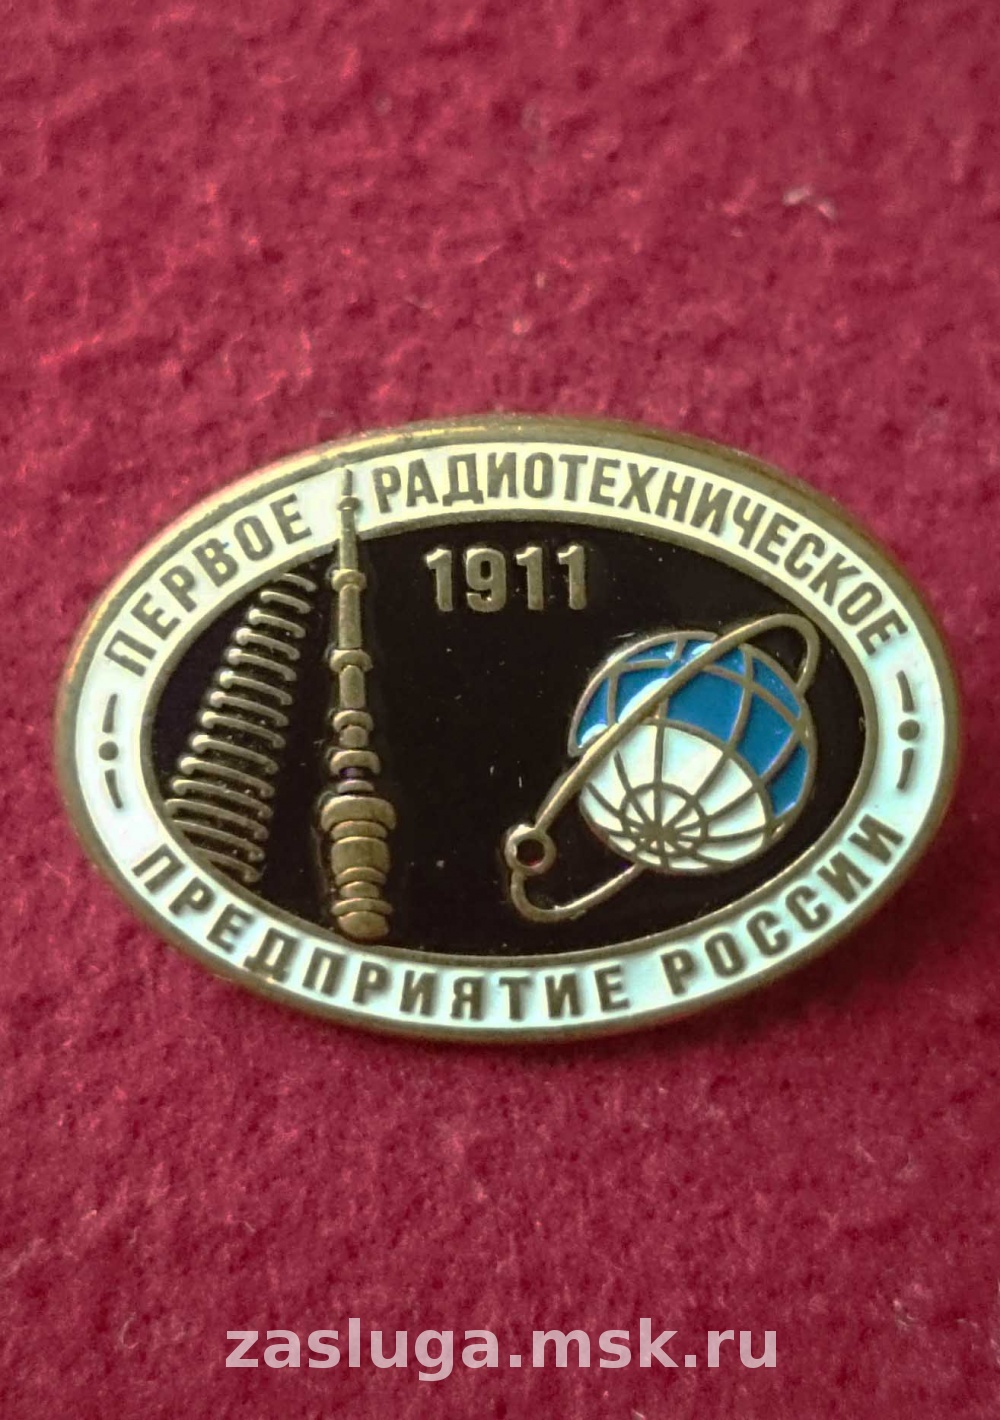 ПЕРВОЕ РАДИОТЕХНИЧЕСКОЕ
1911
ПРЕДПРИЯТИЕ РОССИИ
zasluga.msk.ru